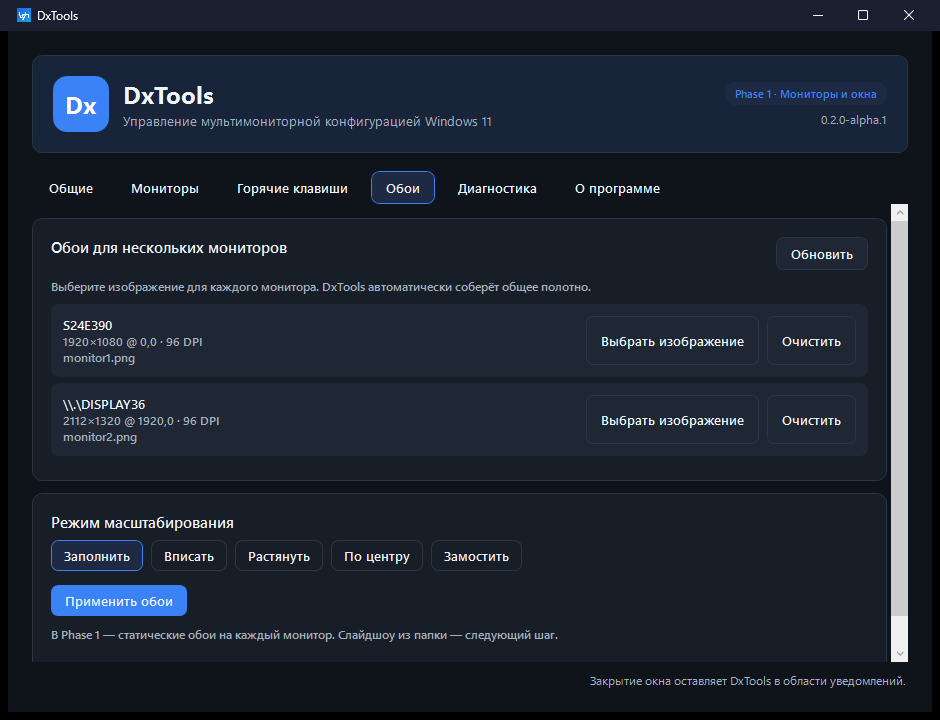 DxTools
Dx
DxTools
Управление мультимониторной конфигурацией Windows 11
Phase 1 · Мониторы и окна
0.2.0-alpha.1
Общие
Мониторы
Горячие клавиши
Обои
Диагностика
О программе
Обои для нескольких мониторов
Обновить
Выберите изображение для каждого монитора. DxTools автоматически соберёт общее полотно.
S24E390
1920×1080 @ 0,0 · 96 DPI
monitor1.png
Выбрать изображение
Очистить
\\.\DISPLAY36
2112×1320 @ 1920,0 · 96 DPI
monitor2.png
Выбрать изображение
Очистить
Режим масштабирования
Заполнить
Вписать
Растянуть
По центру
Замостить
Применить обои
В Phase 1 — статические обои на каждый монитор. Слайдшоу из папки — следующий шаг.
Закрытие окна оставляет DxTools в области уведомлений.